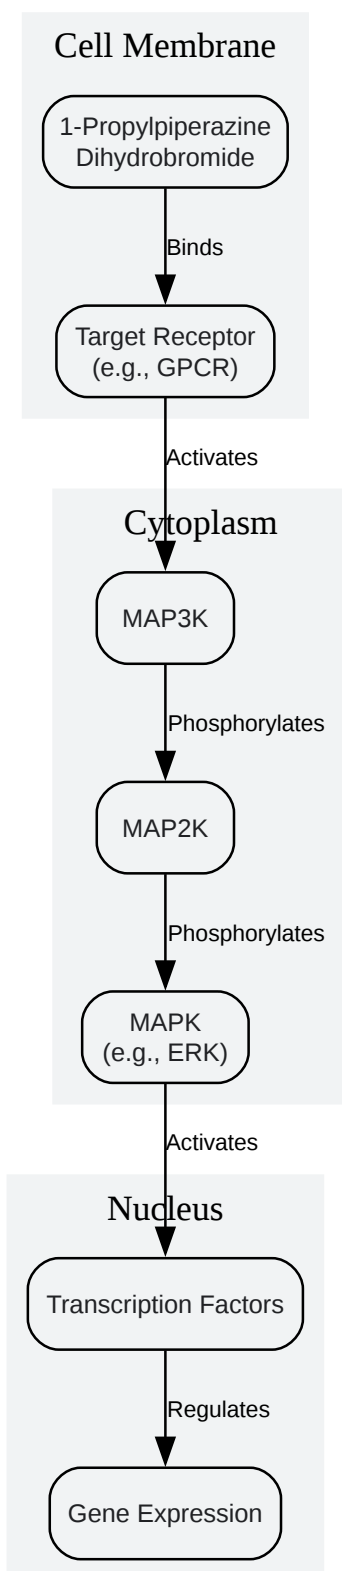 Cell Membrane
1-Propylpiperazine
Dihydrobromide
Binds
Target Receptor
(e.g., GPCR)
Activates
Cytoplasm
MAP3K
Phosphorylates
MAP2K
Phosphorylates
MAPK
(e.g., ERK)
Activates
Nucleus
Transcription Factors
Regulates
Gene Expression